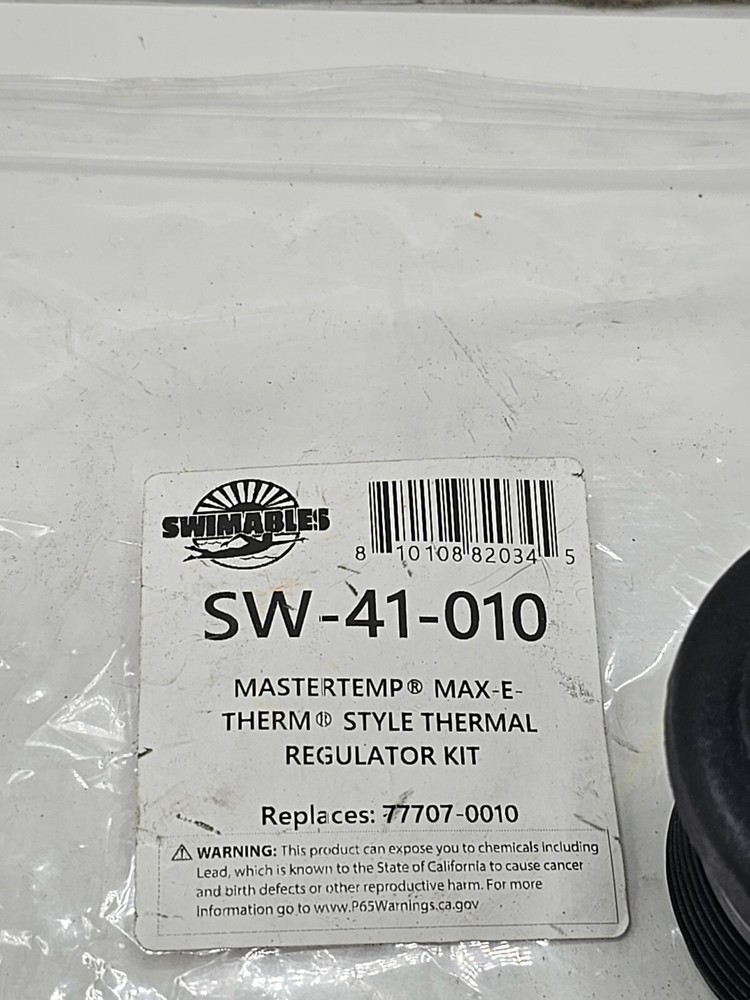 SWIMABLES
8 10108 82034 5
SW-41-010
MASTERTEMP® MAX-E-
THERM® STYLE THERMAL
REGULATOR KIT
Replaces: 77707-0010
WARNING: This product can expose you to chemicals including
Lead, which is known to the State of California to cause cancer
and birth defects or other reproductive harm. For more
information go to www.P65Warnings.ca.gov